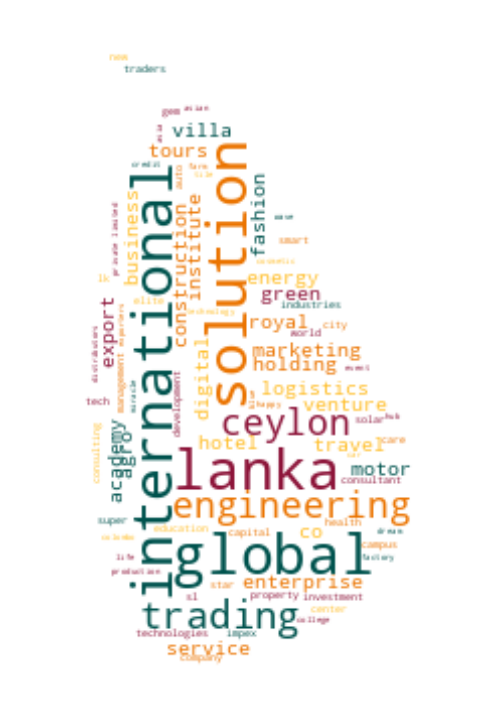 new
traders
gem
asian
asia
villa
tours
credit
farm
tile
auto
international
solution
business
construction
institute
fashion
private limited
wave
smart
cosmetic
energy
lk
elite
green
industries
export
exporters
technology
royal
city
world
distributors
management
digital
marketing
holding
event
development
miracle
logistics
tech
happy
venture
ceylon
solar
hub
academy
agro
consulting
hotel
travel
care
lanka
motor
consultant
engineering
super
education
capital
co
health
dream
colombo
global
campus
factory
life
production
star
enterprise
sl
property
investment
trading
center
college
technologies
impex
service
company